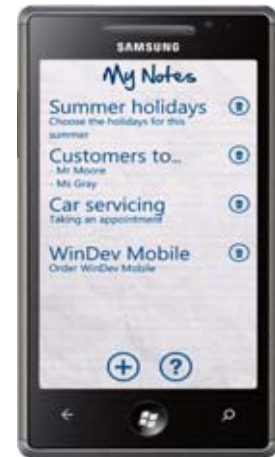 SAMSUNG
My Notes
Summer holidays
Choose the holidays for this
summer
Customers to...
- Mr Moore
- Ms Gray
Car servicing
Taking an appointment
WinDev Mobile
Order WinDev Mobile
+ ?